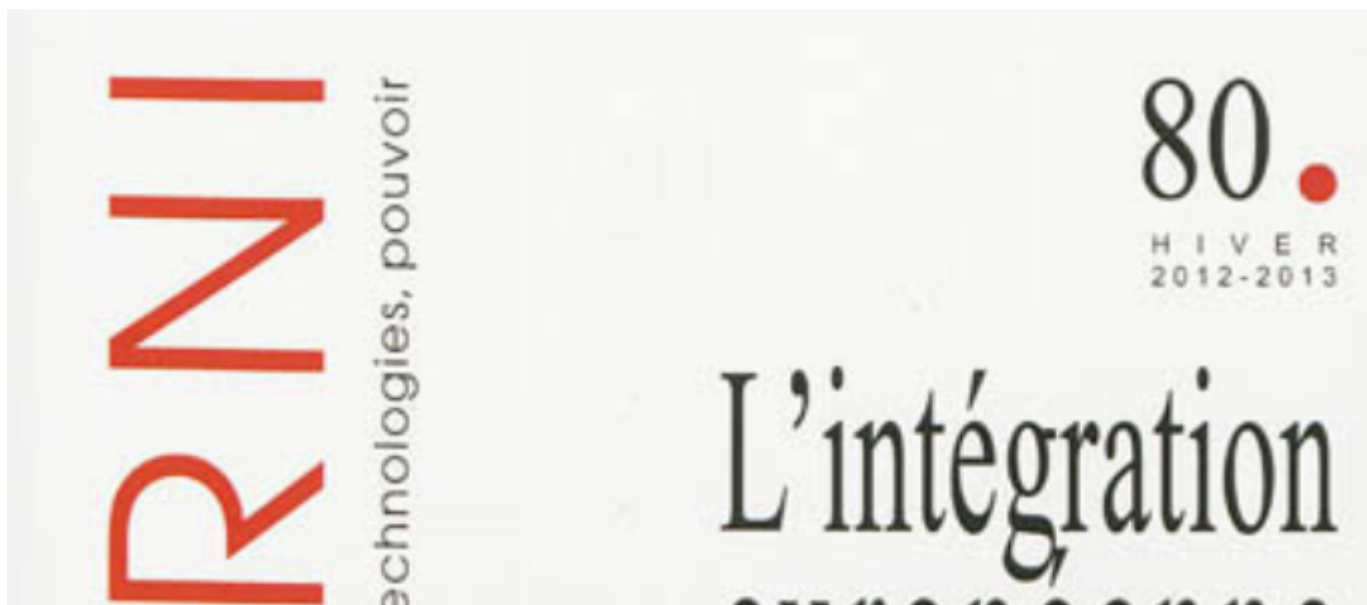 RNI
echnologies, pouvoir
80.
HIVER
2012-2013
L’intégration